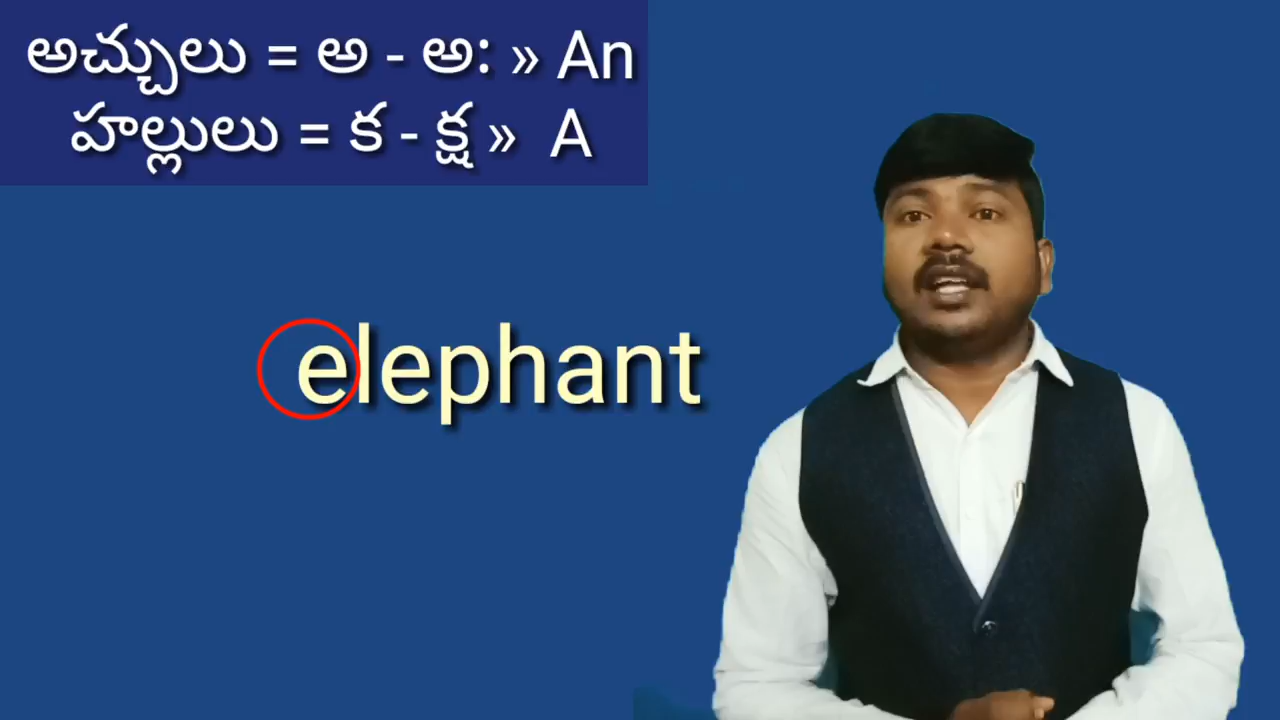 అచ్చులు = అ - అః » An
హల్లులు = క - క్ష » A
elephant